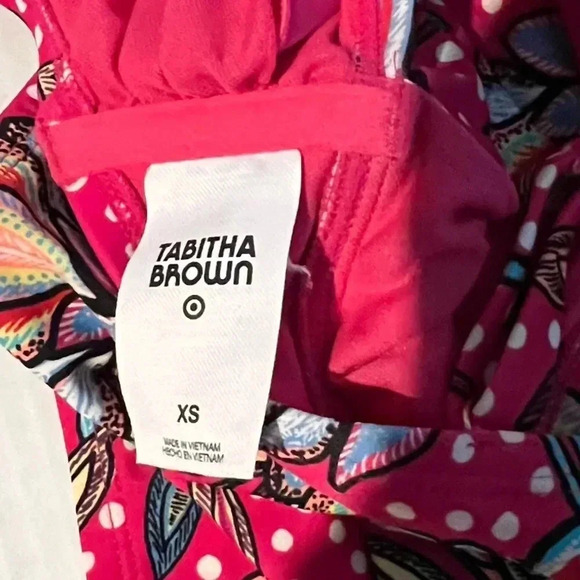 TABITHA
BROWN
XS
MADE IN VIETNAM
HECHO EN VIETNAM